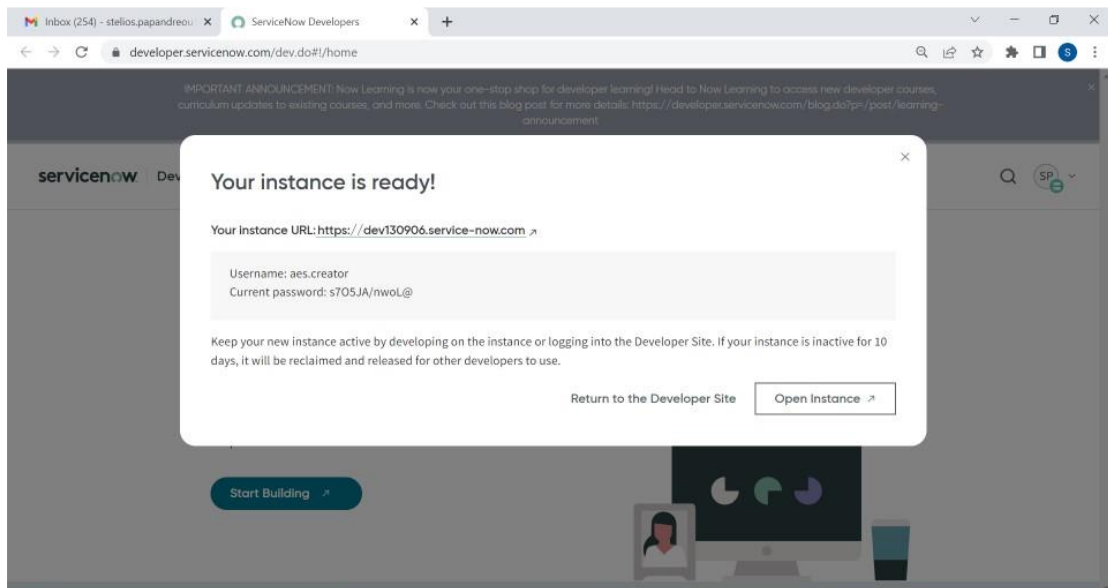 Inbox (254) - stelios.papandreou
ServiceNow Developers
developer.servicenow.com/dev.do#!/home
S
IMPORTANT ANNOUNCEMENT! Now Learning is now your one-stop shop for developer learning! Head to Now Learning to access new developer courses,
curriculum updates to existing courses, and more. Check out this blog post for more details: https://developer.servicenow.com/blog.do?p=/post/learning-
announcement
servicenow Dev
SP
Your instance is ready!
Your instance URL: https://dev130906.service-now.com
Username: aes.creator
Current password: s7O5JA/nwoL@
Keep your new instance active by developing on the instance or logging into the Developer Site. If your instance is inactive for 10
days, it will be reclaimed and released for other developers to use.
Return to the Developer Site
Open Instance
Start Building